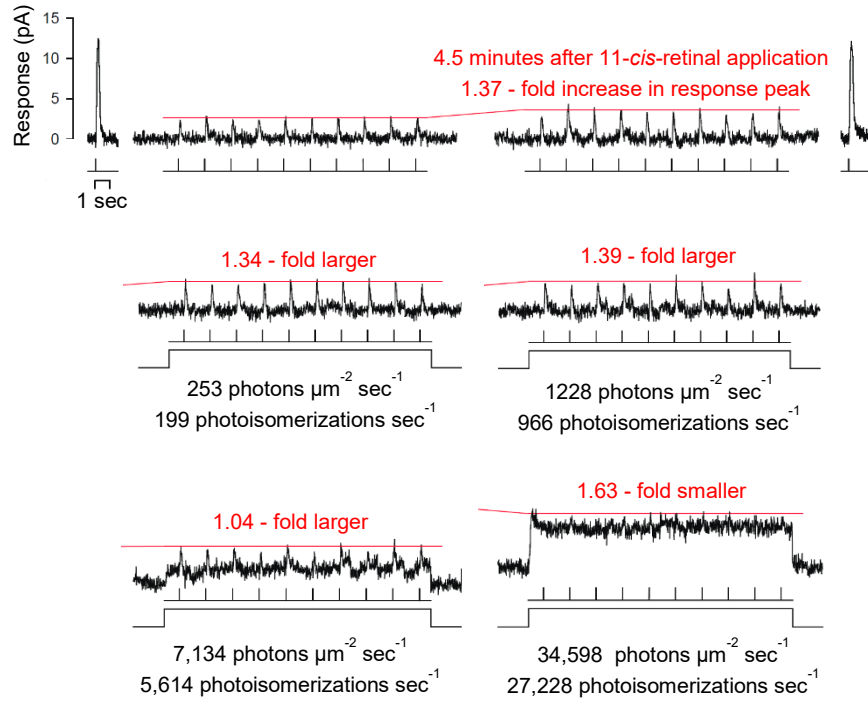 Response (pA)
15
10
5
0
1 sec
4.5 minutes after 11-cis-retinal application
1.37 - fold increase in response peak
1.34 - fold larger
253 photons µm⁻² sec⁻¹
199 photoisomerizations sec⁻¹
1.39 - fold larger
1228 photons µm⁻² sec⁻¹
966 photoisomerizations sec⁻¹
1.04 - fold larger
7,134 photons µm⁻² sec⁻¹
5,614 photoisomerizations sec⁻¹
1.63 - fold smaller
34,598 photons µm⁻² sec⁻¹
27,228 photoisomerizations sec⁻¹